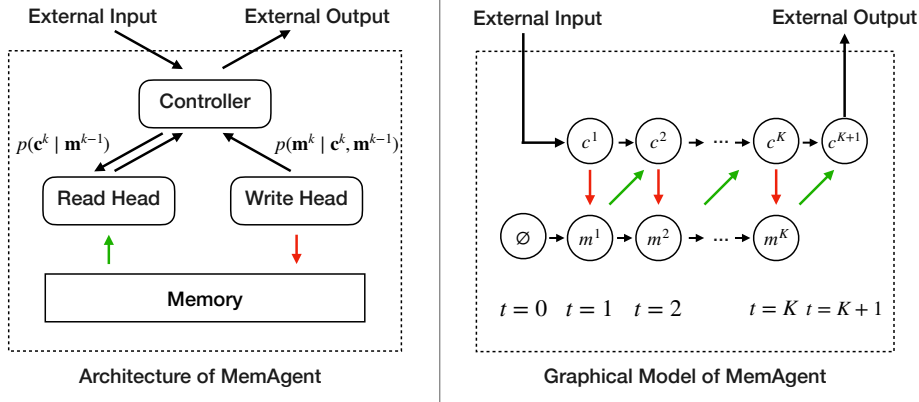 External Input
External Output
Controller
p(c^k | m^{k−1})
p(m^k | c^k, m^{k−1})
Read Head
Write Head
Memory
Architecture of MemAgent
External Input
External Output
c^1 c^2 ... c^K c^{K+1}
∅ m^1 m^2 ... m^K
t = 0 t = 1 t = 2 t = K t = K + 1
Graphical Model of MemAgent